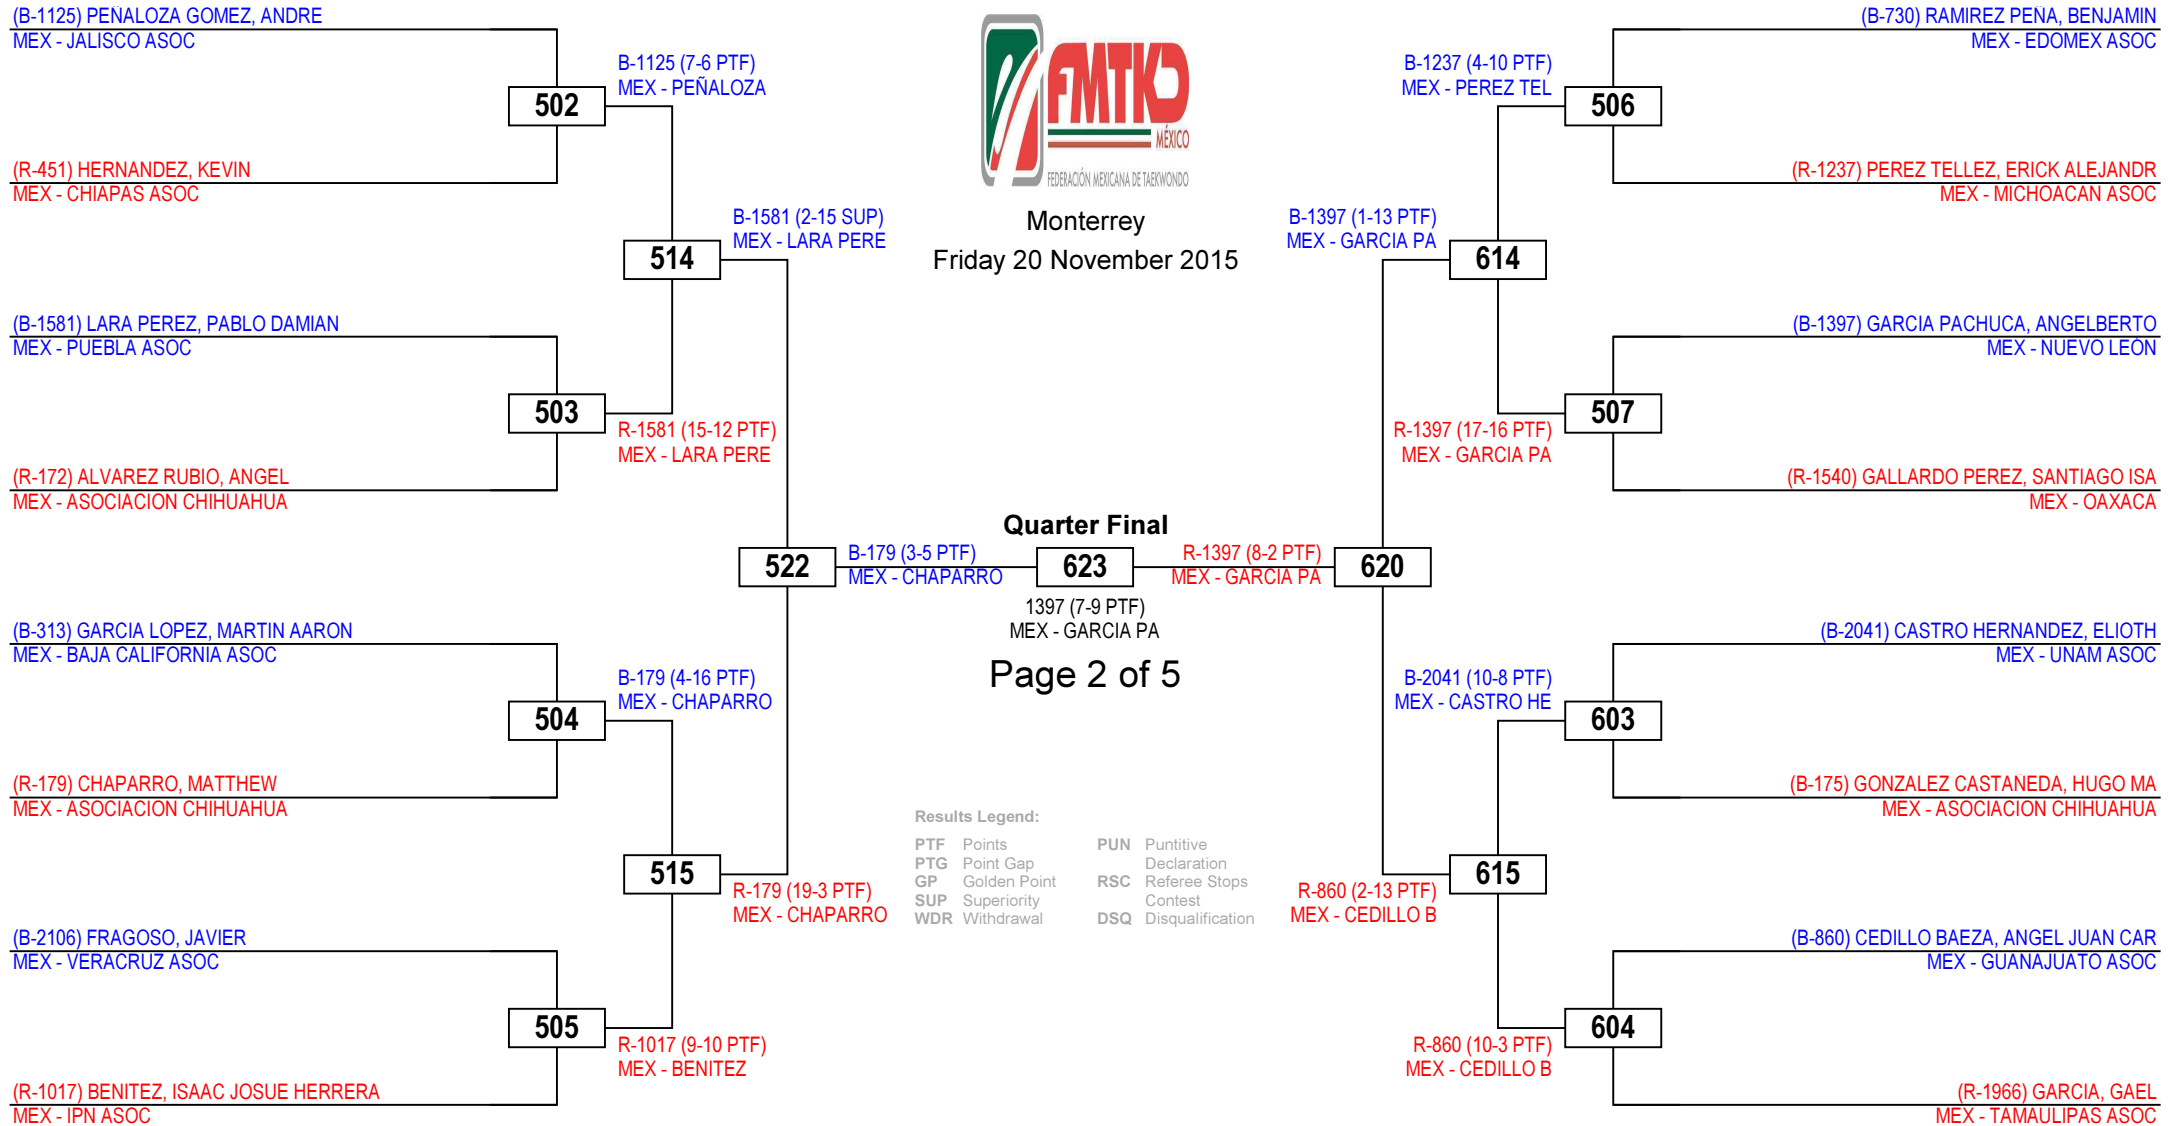 (B-1125) PEÑALOZA GOMEZ, ANDRE
MEX - JALISCO ASOC
502
(R-451) HERNANDEZ, KEVIN
MEX - CHIAPAS ASOC
B-1125 (7-6 PTF)
MEX - PEÑALOZA
514
(B-1581) LARA PEREZ, PABLO DAMIAN
MEX - PUEBLA ASOC
503
(R-172) ALVAREZ RUBIO, ANGEL
MEX - ASOCIACION CHIHUAHUA
R-1581 (15-12 PTF)
MEX - LARA PERE
B-1581 (2-15 SUP)
MEX - LARA PERE
522
(B-313) GARCIA LOPEZ, MARTIN AARON
MEX - BAJA CALIFORNIA ASOC
504
(R-179) CHAPARRO, MATTHEW
MEX - ASOCIACION CHIHUAHUA
B-179 (4-16 PTF)
MEX - CHAPARRO
515
(B-2106) FRAGOSO, JAVIER
MEX - VERACRUZ ASOC
505
(R-1017) BENITEZ, ISAAC JOSUE HERRERA
MEX - IPN ASOC
R-1017 (9-10 PTF)
MEX - BENITEZ
R-179 (19-3 PTF)
MEX - CHAPARRO
FMTKD
MÉXICO
FEDERACIÓN MEXICANA DE TAEKWONDO
Monterrey
Friday 20 November 2015
Quarter Final
B-179 (3-5 PTF)
MEX - CHAPARRO
623
R-1397 (8-2 PTF)
MEX - GARCIA PA
1397 (7-9 PTF)
MEX - GARCIA PA
Page 2 of 5
Results Legend:
PTF Points
PTG Point Gap
GP Golden Point
SUP Superiority
WDR Withdrawal
PUN Puntitive
Declaration
RSC Referee Stops
Contest
DSQ Disqualification
(B-730) RAMIREZ PEÑA, BENJAMIN
MEX - EDOMEX ASOC
506
(R-1237) PEREZ TELLEZ, ERICK ALEJANDR
MEX - MICHOACAN ASOC
B-1237 (4-10 PTF)
MEX - PEREZ TEL
614
(B-1397) GARCIA PACHUCA, ANGELBERTO
MEX - NUEVO LEÓN
507
(R-1540) GALLARDO PEREZ, SANTIAGO ISA
MEX - OAXACA
R-1397 (17-16 PTF)
MEX - GARCIA PA
B-1397 (1-13 PTF)
MEX - GARCIA PA
620
(B-2041) CASTRO HERNANDEZ, ELIOTH
MEX - UNAM ASOC
603
(B-175) GONZALEZ CASTANEDA, HUGO MA
MEX - ASOCIACION CHIHUAHUA
B-2041 (10-8 PTF)
MEX - CASTRO HE
615
(B-860) CEDILLO BAEZA, ANGEL JUAN CAR
MEX - GUANAJUATO ASOC
604
(R-1966) GARCIA, GAEL
MEX - TAMAULIPAS ASOC
R-860 (10-3 PTF)
MEX - CEDILLO B
R-860 (2-13 PTF)
MEX - CEDILLO B